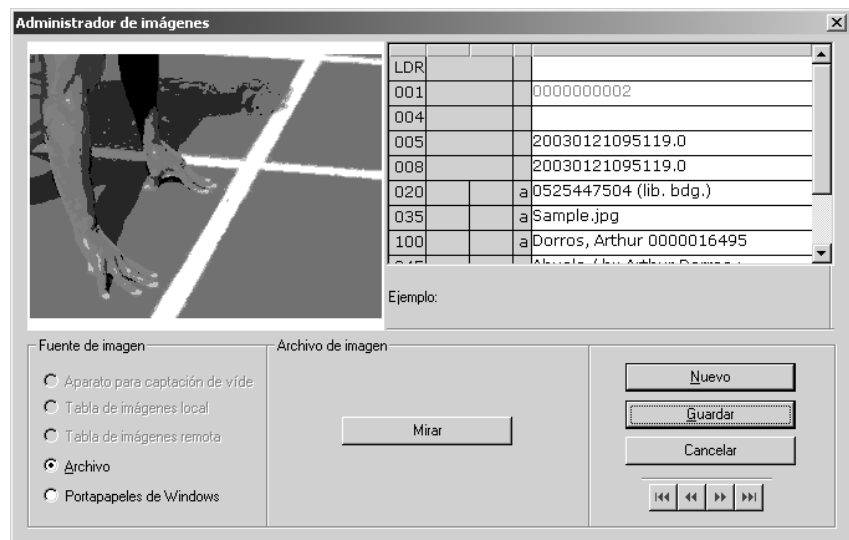 Administrador de imágenes
LDR
001 0000000002
004
005 20030121095119.0
008 20030121095119.0
020 a 0525447504 (lib. bdg.)
035 a Sample.jpg
100 a Dorros, Arthur 0000016495
Ejemplo:
Fuente de imagen
Aparato para captación de víde
Tabla de imágenes local
Tabla de imágenes remota
Archivo
Portapapeles de Windows
Archivo de imagen
Mirar
Nuevo
Guardar
Cancelar